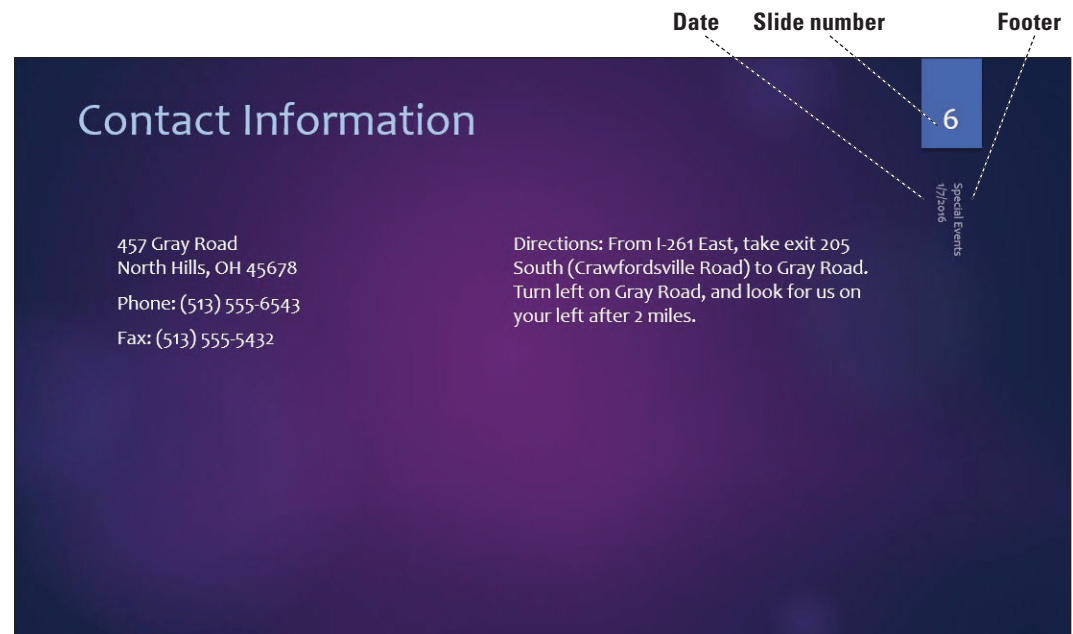 Date Slide number Footer
Contact Information
6
Special Events
1/7/2016
457 Gray Road
North Hills, OH 45678
Phone: (513) 555-6543
Fax: (513) 555-5432
Directions: From I-261 East, take exit 205
South (Crawfordsville Road) to Gray Road.
Turn left on Gray Road, and look for us on
your left after 2 miles.